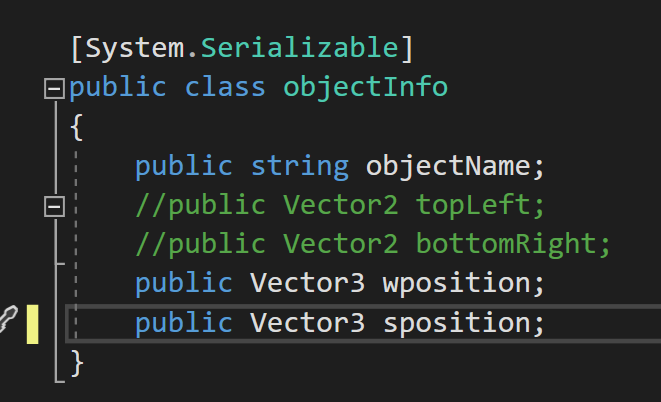 [System.Serializable]
public class objectInfo
{
public string objectName;
//public Vector2 topLeft;
//public Vector2 bottomRight;
public Vector3 wposition;
public Vector3 sposition;
}